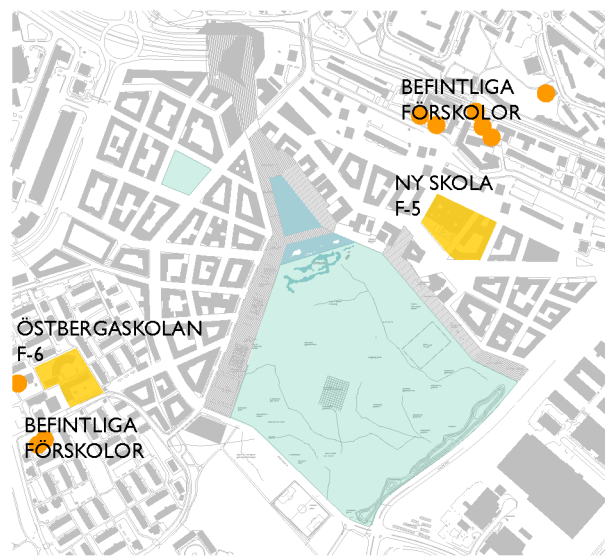 BEFINTLIGA
FÖRSKOLOR
NY SKOLA
F-5
ÖSTBERGASKOLAN
F-6
BEFINTLIGA
FÖRSKOLOR